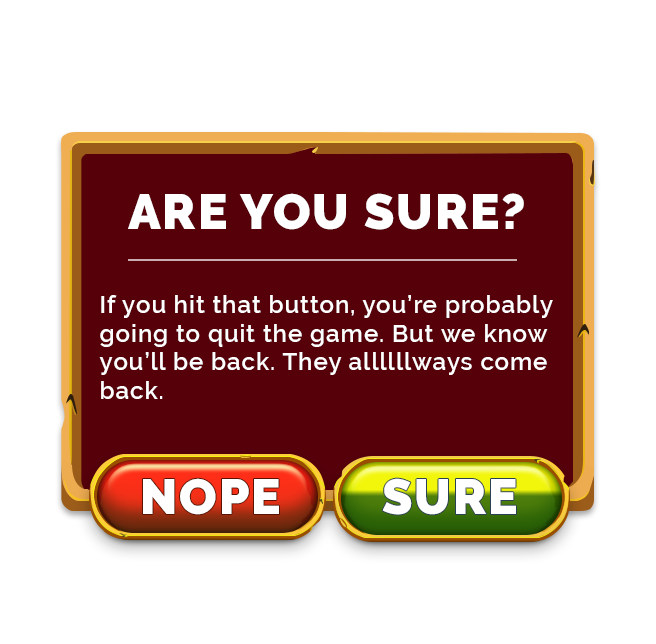 ARE YOU SURE?
If you hit that button, you’re probably
going to quit the game. But we know
you’ll be back. They allllllways come
back.
NOPE
SURE